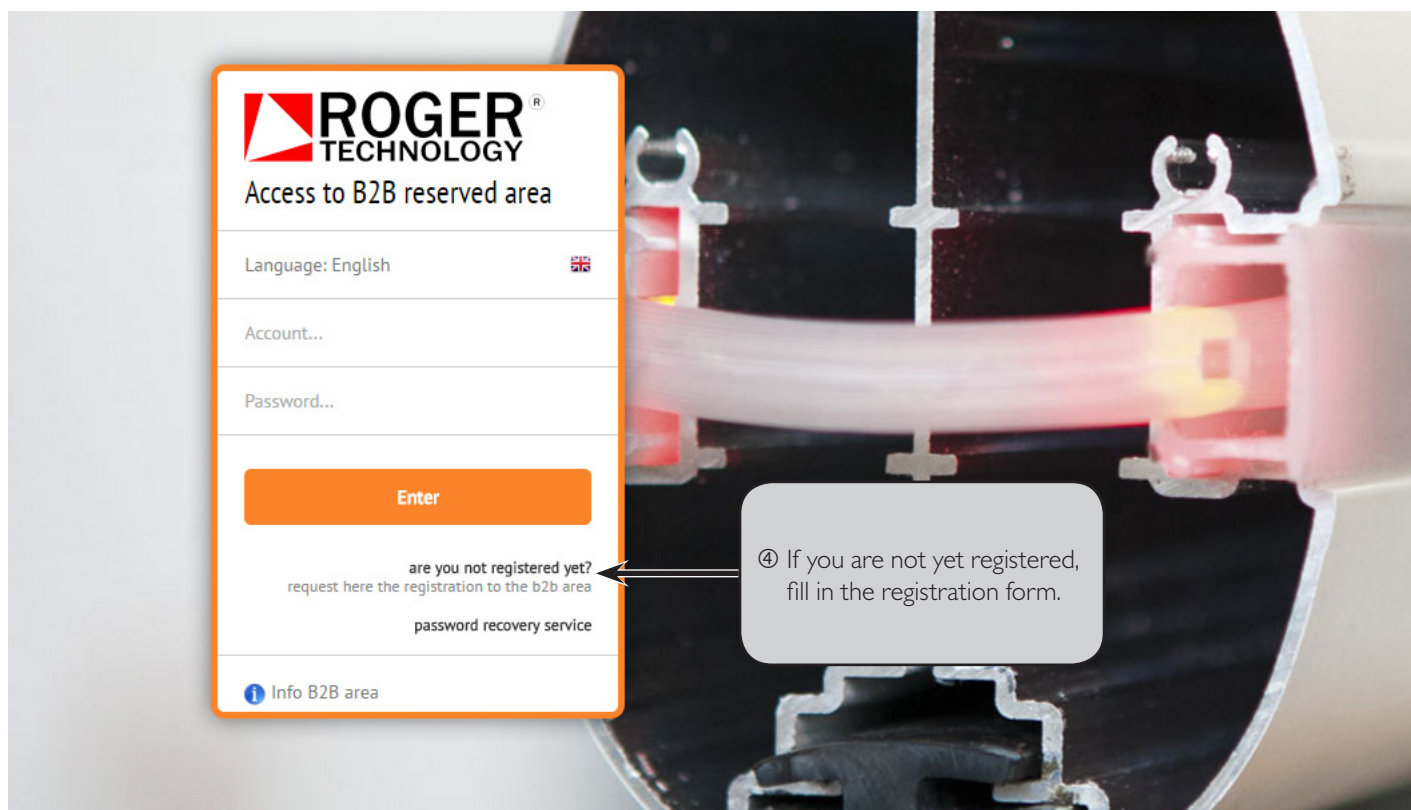 ROGER®
TECHNOLOGY
Access to B2B reserved area
Language: English
Account...
Password...
Enter
are you not registered yet?
request here the registration to the b2b area
password recovery service
Info B2B area
④ If you are not yet registered,
fill in the registration form.